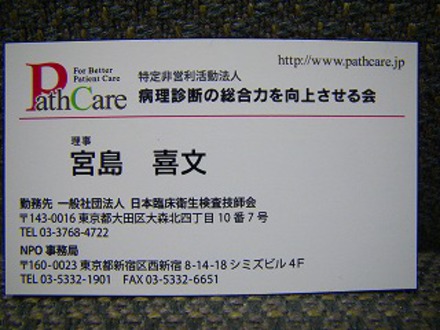 http://www.pathcare.jp
For Better
Patient Care
PathCare
特定非営利活動法人
病理診断の総合力を向上させる会
理事
宮島 喜文
勤務先 一般社団法人 日本臨床衛生検査技師会
〒143-0016 東京都大田区大森北四丁目10番7号
TEL 03-3768-4722
NPO 事務局
〒160-0023 東京都新宿区西新宿 8-14-18 シミズビル 4F
TEL 03-5332-1901 FAX 03-5332-6651